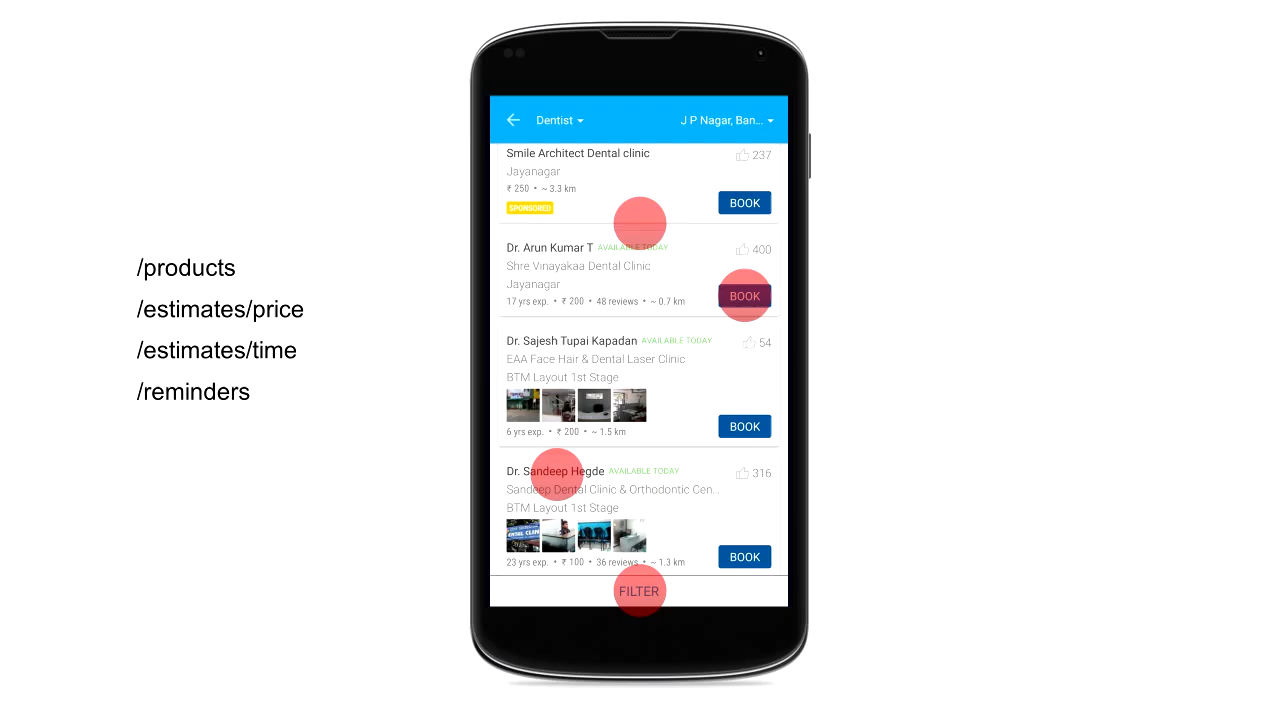 /products
/estimates/price
/estimates/time
/reminders
Dentist
J P Nagar, Ban...
Smile Architect Dental clinic
237
Jayanagar
₹ 250 • ~ 3.3 km
SPONSORED
BOOK
Dr. Arun Kumar T AVAILABLE TODAY
400
Shre Vinayakaa Dental Clinic
Jayanagar
17 yrs exp. • ₹ 200 • 48 reviews • ~ 0.7 km
BOOK
Dr. Sajesh Tupai Kapadan AVAILABLE TODAY
54
EAA Face Hair & Dental Laser Clinic
BTM Layout 1st Stage
6 yrs exp. • ₹ 200 • ~ 1.5 km
BOOK
Dr. Sandeep Hegde AVAILABLE TODAY
316
Sandeep Dental Clinic & Orthodontic Cen...
BTM Layout 1st Stage
23 yrs exp. • ₹ 100 • 36 reviews • ~ 1.3 km
BOOK
FILTER